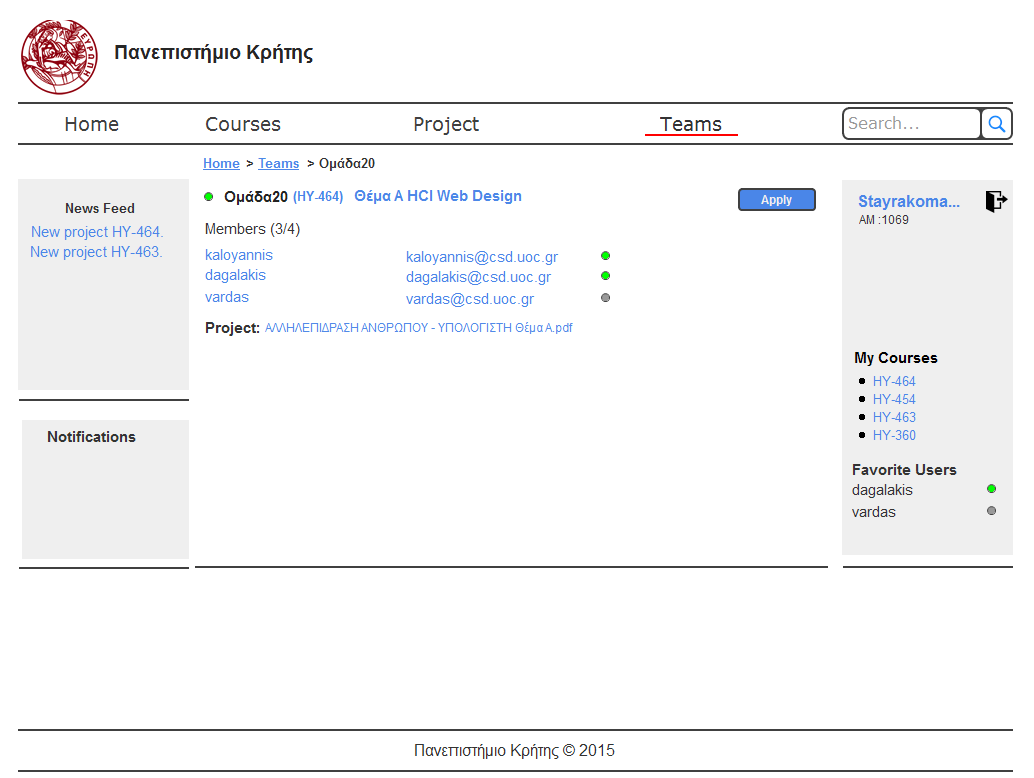 ΕΥΡΩΠΗ
Πανεπιστήμιο Κρήτης
Home Courses Project Teams Search...
Home > Teams > Ομάδα20
News Feed
New project HY-464.
New project HY-463.
Notifications
Ομάδα20 (HY-464) Θέμα Α HCI Web Design Apply
Members (3/4)
kaloyannis kaloyannis@csd.uoc.gr
dagalakis dagalakis@csd.uoc.gr
vardas vardas@csd.uoc.gr
Project: ΑΛΛΗΛΕΠΙΔΡΑΣΗ ΑΝΘΡΩΠΟΥ - ΥΠΟΛΟΓΙΣΤΗ Θέμα Α.pdf
Stayrakoma...
AM :1069
My Courses
HY-464
HY-454
HY-463
HY-360
Favorite Users
dagalakis
vardas
Πανεπιστήμιο Κρήτης © 2015